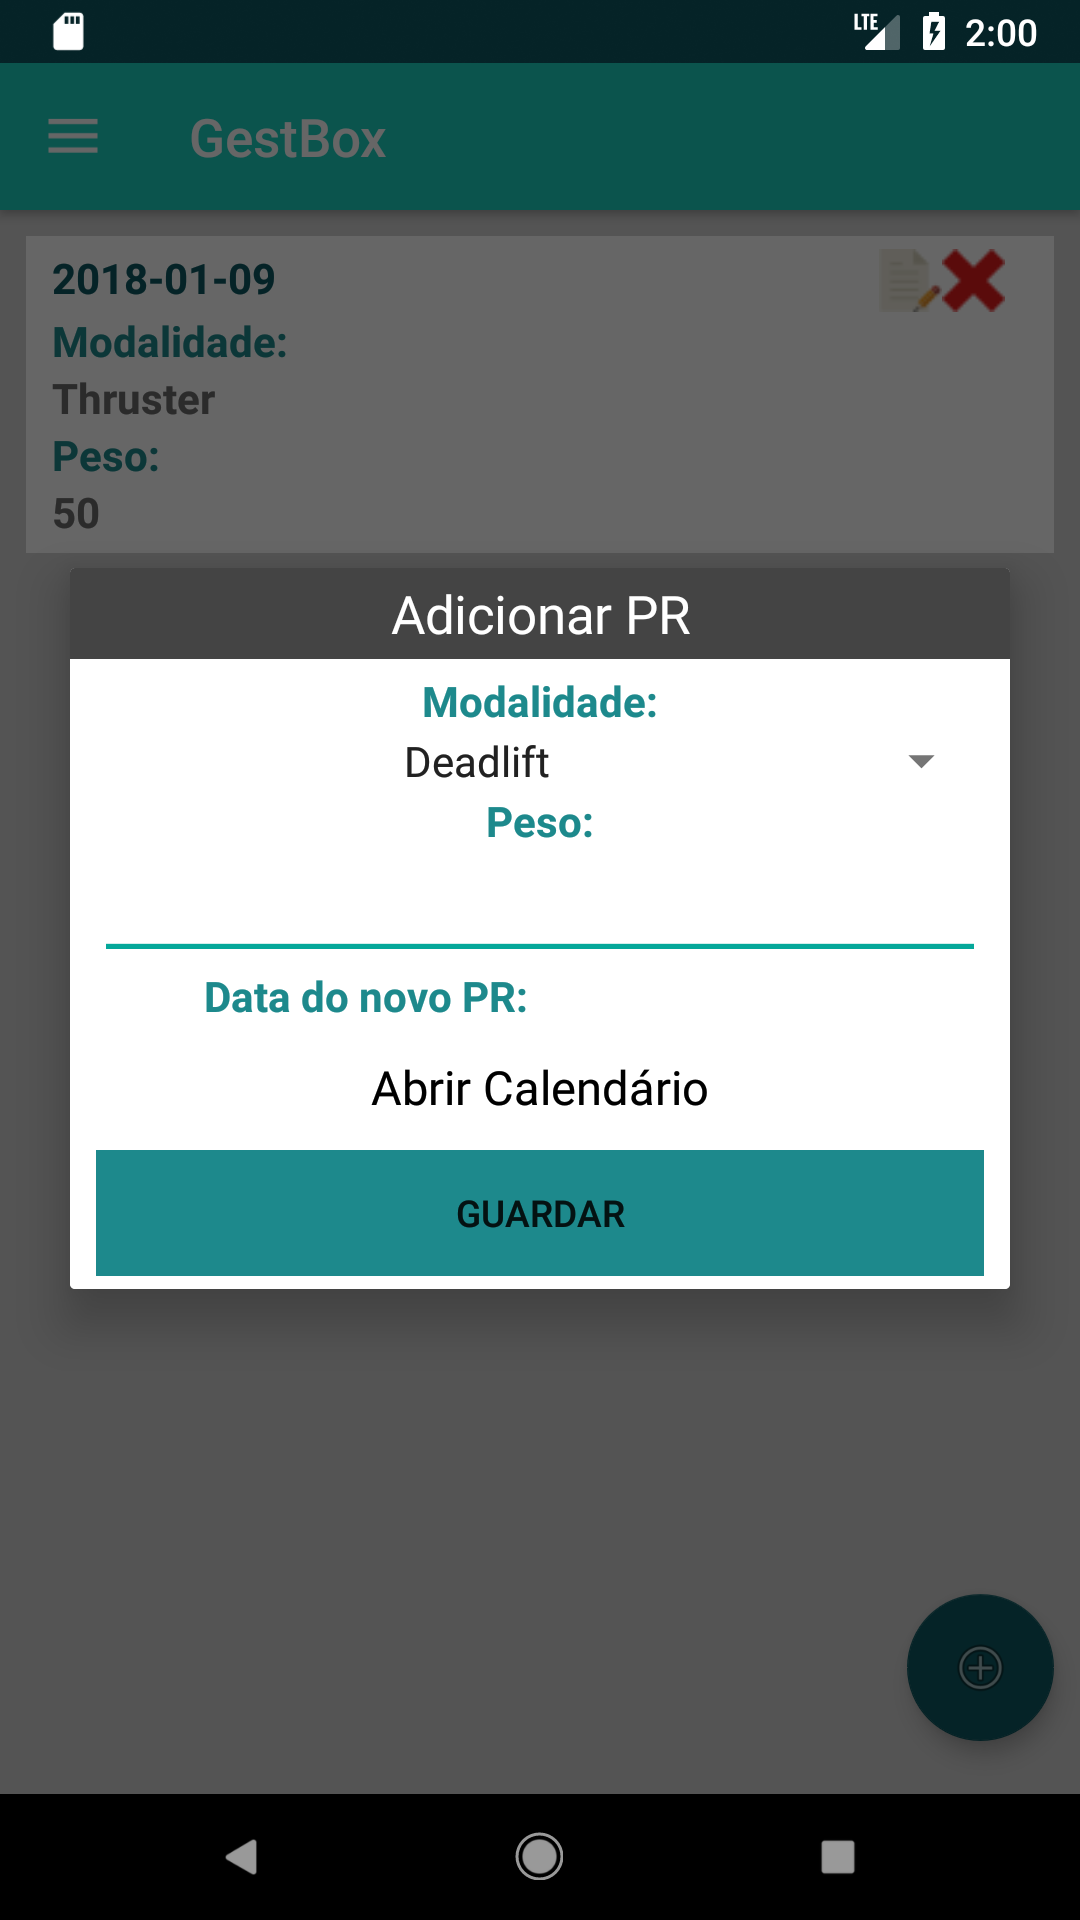 LTE 2:00
GestBox
2018-01-09
Modalidade:
Thruster
Peso:
50
Adicionar PR
Modalidade:
Deadlift
Peso:
Data do novo PR:
Abrir Calendário
GUARDAR